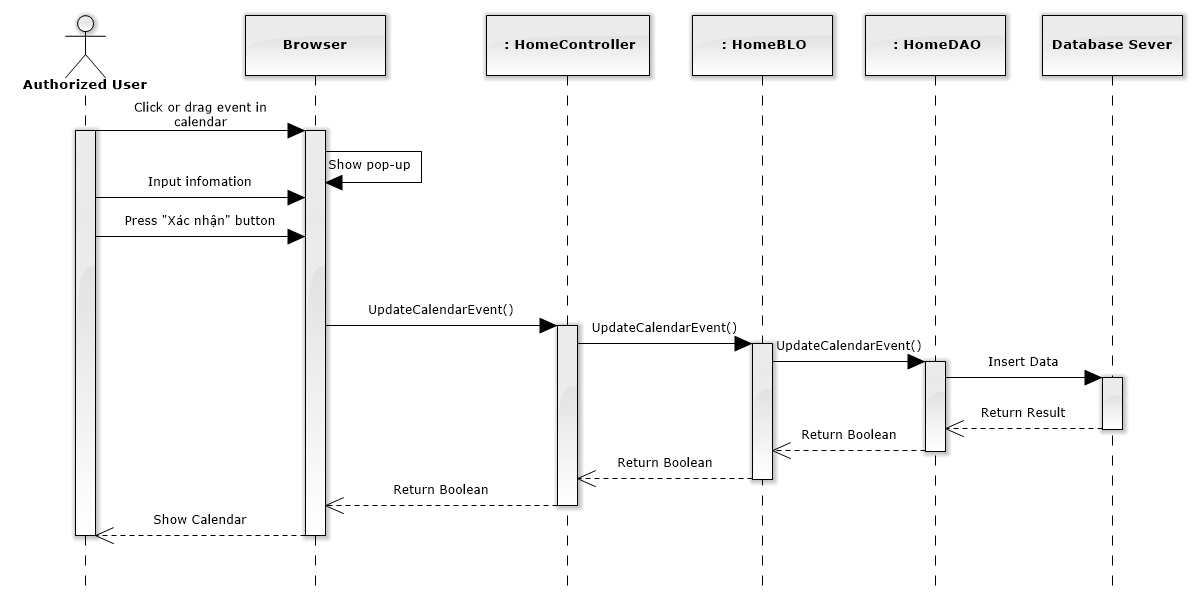 Authorized User
Browser
: HomeController
: HomeBLO
: HomeDAO
Database Sever
Click or drag event in
calendar
Show pop-up
Input infomation
Press "Xác nhận" button
UpdateCalendarEvent()
UpdateCalendarEvent()
UpdateCalendarEvent()
Insert Data
Return Result
Return Boolean
Return Boolean
Return Boolean
Show Calendar